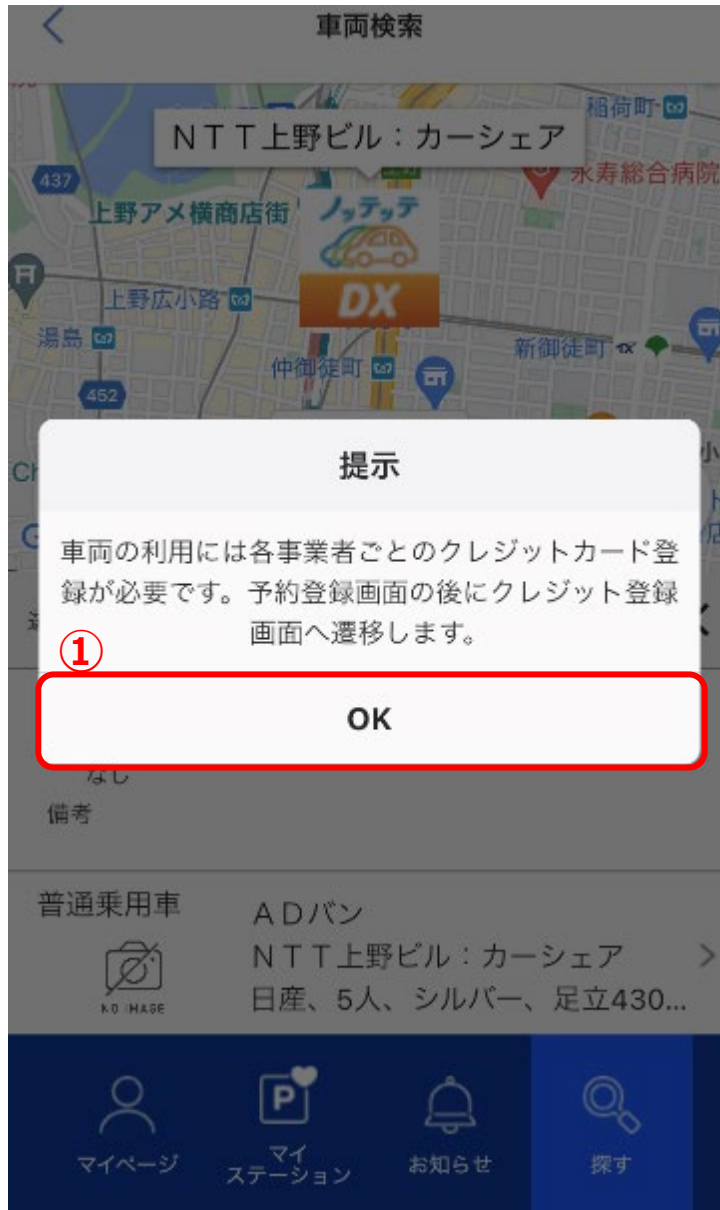 車両検索
稲荷町
NTT上野ビル：カーシェア
437
永寿総合病院
上野アメ横商店街
ノッテッテ
DX
上野広小路
湯島
新御徒町
仲御徒町
452
小
Ch
提示
G
車両の利用には各事業者ごとのクレジットカード登
録が必要です。予約登録画面の後にクレジット登録
画面へ遷移します。
①
OK
なし
備考
普通乗用車
ADバン
NTT上野ビル：カーシェア
>
NO IMAGE
日産、5人、シルバー、足立430...
P
マイページ
マイ
ステーション
お知らせ
探す